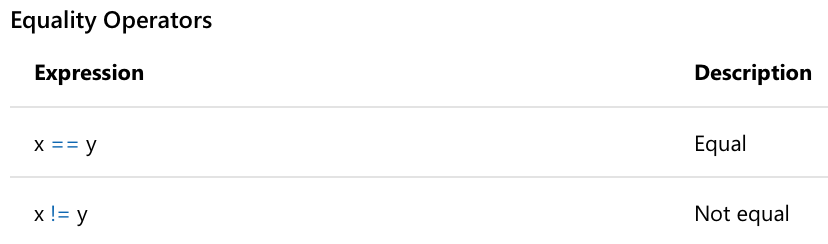 Equality Operators
Expression Description
x == y Equal
x != y Not equal